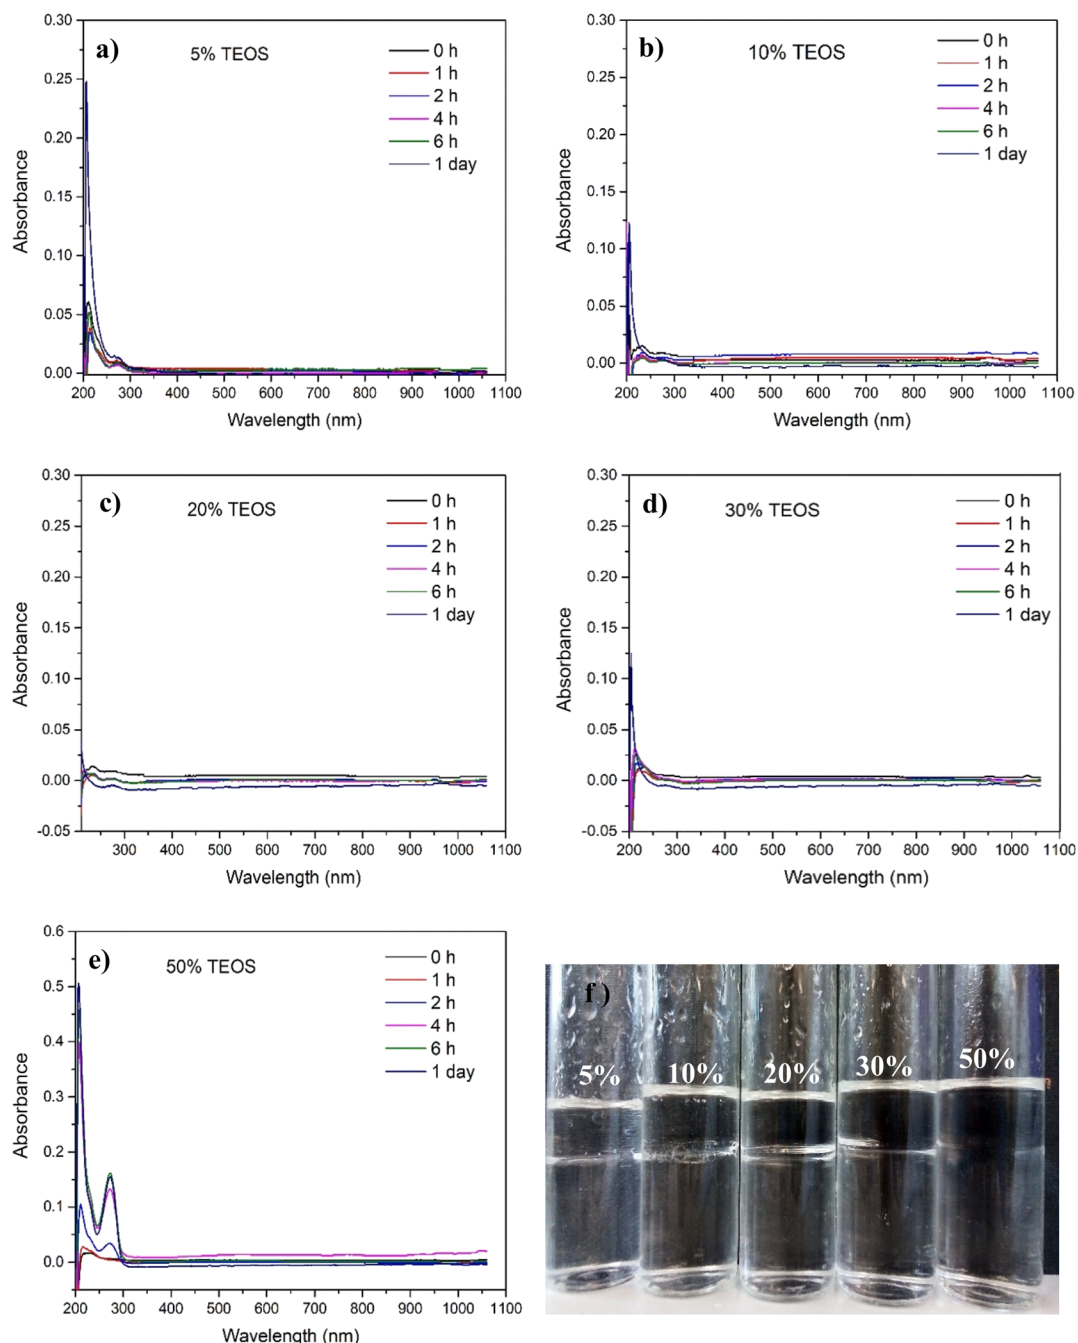 a)
5% TEOS
0 h
1 h
2 h
4 h
6 h
1 day
0.30
0.25
0.20
0.15
0.10
0.05
0.00
200 300 400 500 600 700 800 900 1000 1100
Absorbance
Wavelength (nm)
b)
10% TEOS
0 h
1 h
2 h
4 h
6 h
1 day
0.30
0.25
0.20
0.15
0.10
0.05
0.00
200 300 400 500 600 700 800 900 1000 1100
Absorbance
Wavelength (nm)
c)
20% TEOS
0 h
1 h
2 h
4 h
6 h
1 day
0.30
0.25
0.20
0.15
0.10
0.05
0.00
-0.05
300 400 500 600 700 800 900 1000 1100
Absorbance
Wavelength (nm)
d)
30% TEOS
0 h
1 h
2 h
4 h
6 h
1 day
0.30
0.25
0.20
0.15
0.10
0.05
0.00
-0.05
200 300 400 500 600 700 800 900 1000 1100
Absorbance
Wavelength (nm)
e)
50% TEOS
0 h
1 h
2 h
4 h
6 h
1 day
0.6
0.5
0.4
0.3
0.2
0.1
0.0
200 300 400 500 600 700 800 900 1000 1100
Absorbance
Wavelength (nm)
f )
5% 10% 20% 30% 50%